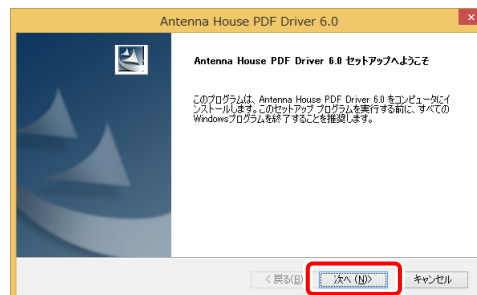 Antenna House PDF Driver 6.0
Antenna House PDF Driver 6.0 セットアップへようこそ
このプログラムは、Antenna House PDF Driver 6.0 をコンピュータにイ
ンストールします。このセットアップ プログラムを実行する前に、すべての
Windowsプログラムを終了することを推奨します。
< 戻る(B)
次へ (N)>
キャンセル